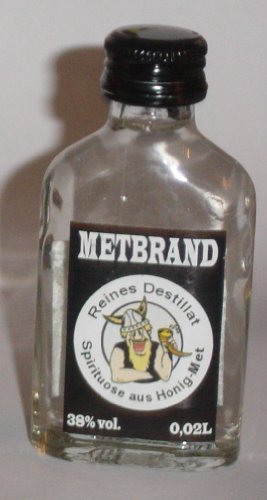 METBRAND
Reines Destillat
Spirituose aus Honig-Met
38% vol.
0,02L